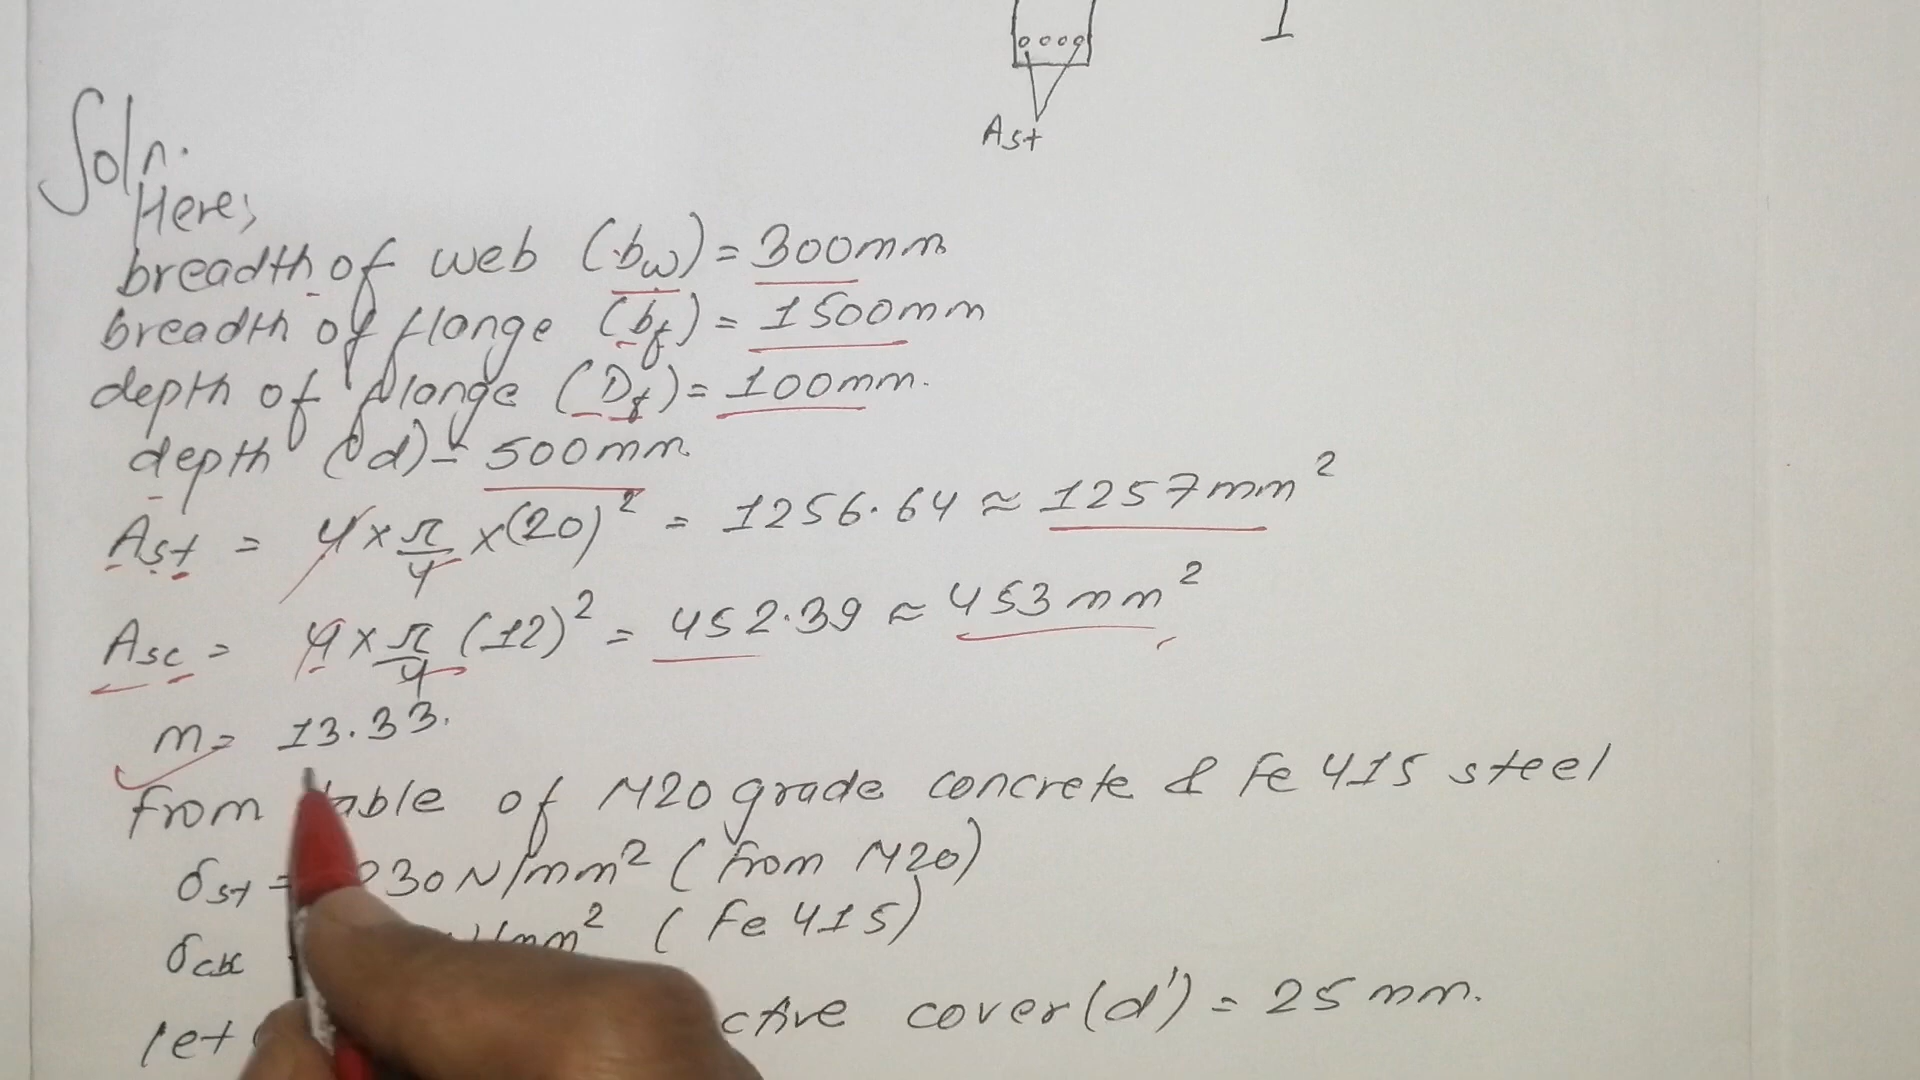 I
Ast
Soln.
Here,
breadth of web (bw) = 300mm
breadth of flange (bf) = 1500mm
depth of flange (Df) = 100mm.
depth (d) = 500mm
Ast = 4 × π/4 × (20)² = 1256.64 ≈ 1257mm²
Asc = 4 × π/4 (12)² = 452.39 ≈ 453 mm²
m = 13.33.
from table of M20 grade concrete & fe 415 steel
σst = 30 N/mm² (from M20)
σcbc N/mm² (fe 415)
let cover (d') = 25 mm.